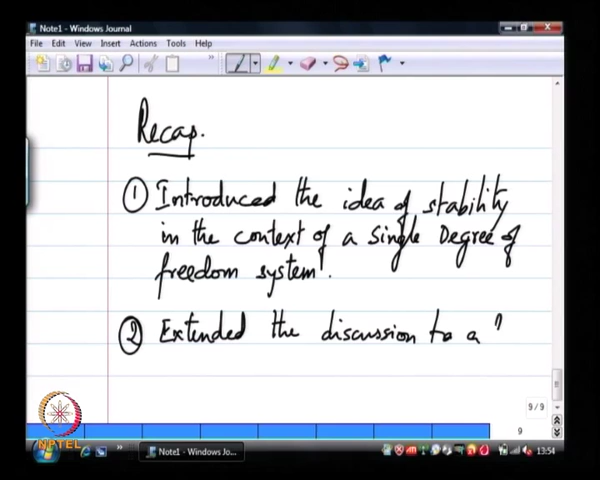 Note1 - Windows Journal
File Edit View Insert Actions Tools Help
Recap.
① Introduced the idea of stability
in the context of a Single Degree of
freedom system.
② Extended the discussion to a
9/9
9
NPTEL
Note1 - Windows Jo...
13:54